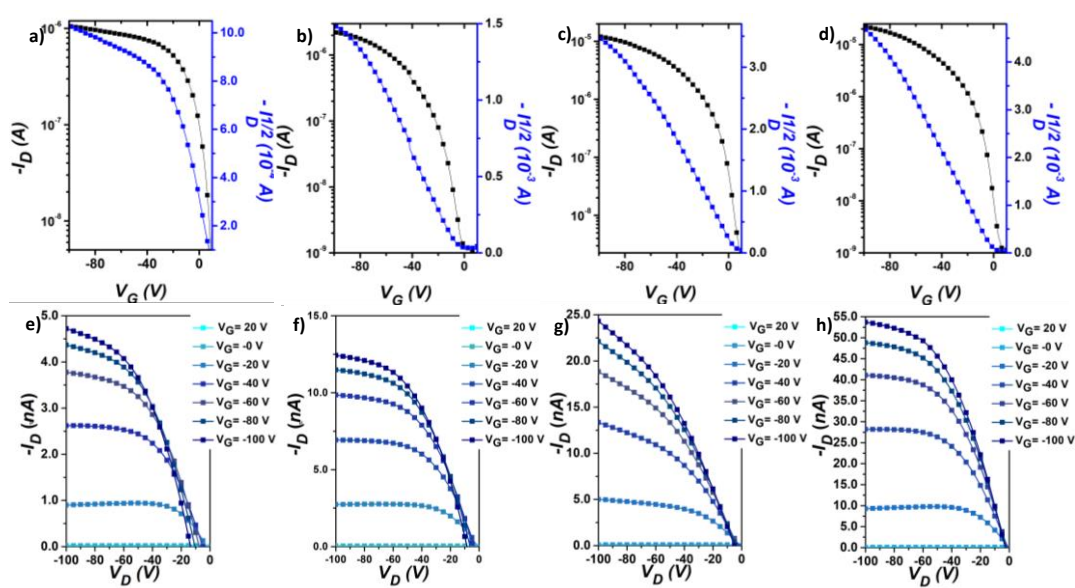 a)
10⁻⁶
10⁻⁷
10⁻⁸
-I_D (A)
10.0
8.0
6.0
4.0
2.0
- I_D^1/2 (10⁻⁴ A)
-80 -40 0
V_G (V)
b)
10⁻⁶
10⁻⁷
10⁻⁸
10⁻⁹
-I_D (A)
1.5
1.0
0.5
0.0
- I_D^1/2 (10⁻³ A)
-80 -40 0
V_G (V)
c)
10⁻⁵
10⁻⁶
10⁻⁷
10⁻⁸
-I_D (A)
3.0
2.0
1.0
0.0
- I_D^1/2 (10⁻³ A)
-80 -40 0
V_G (V)
d)
10⁻⁵
10⁻⁶
10⁻⁷
10⁻⁸
10⁻⁹
-I_D (A)
4.0
3.0
2.0
1.0
0.0
- I_D^1/2 (10⁻³ A)
-80 -40 0
V_G (V)
e)
5.0
4.0
3.0
2.0
1.0
0.0
-I_D (nA)
V_G= 20 V
V_G= -0 V
V_G= -20 V
V_G= -40 V
V_G= -60 V
V_G= -80 V
V_G= -100 V
-100 -80 -60 -40 -20 0
V_D (V)
f)
15.0
10.0
5.0
0.0
-I_D (nA)
V_G= 20 V
V_G= -0 V
V_G= -20 V
V_G= -40 V
V_G= -60 V
V_G= -80 V
V_G= -100 V
-100 -80 -60 -40 -20 0
V_D (V)
g)
25.0
20.0
15.0
10.0
5.0
0.0
-I_D (nA)
V_G= 20 V
V_G= -0 V
V_G= -20 V
V_G= -40 V
V_G= -60 V
V_G= -80 V
V_G= -100 V
-100 -80 -60 -40 -20 0
V_D (V)
h)
55.0
50.0
45.0
40.0
35.0
30.0
25.0
20.0
15.0
10.0
5.0
0.0
-I_D (nA)
V_G= 20 V
V_G= -0 V
V_G= -20 V
V_G= -40 V
V_G= -60 V
V_G= -80 V
V_G= -100 V
-100 -80 -60 -40 -20 0
V_D (V)